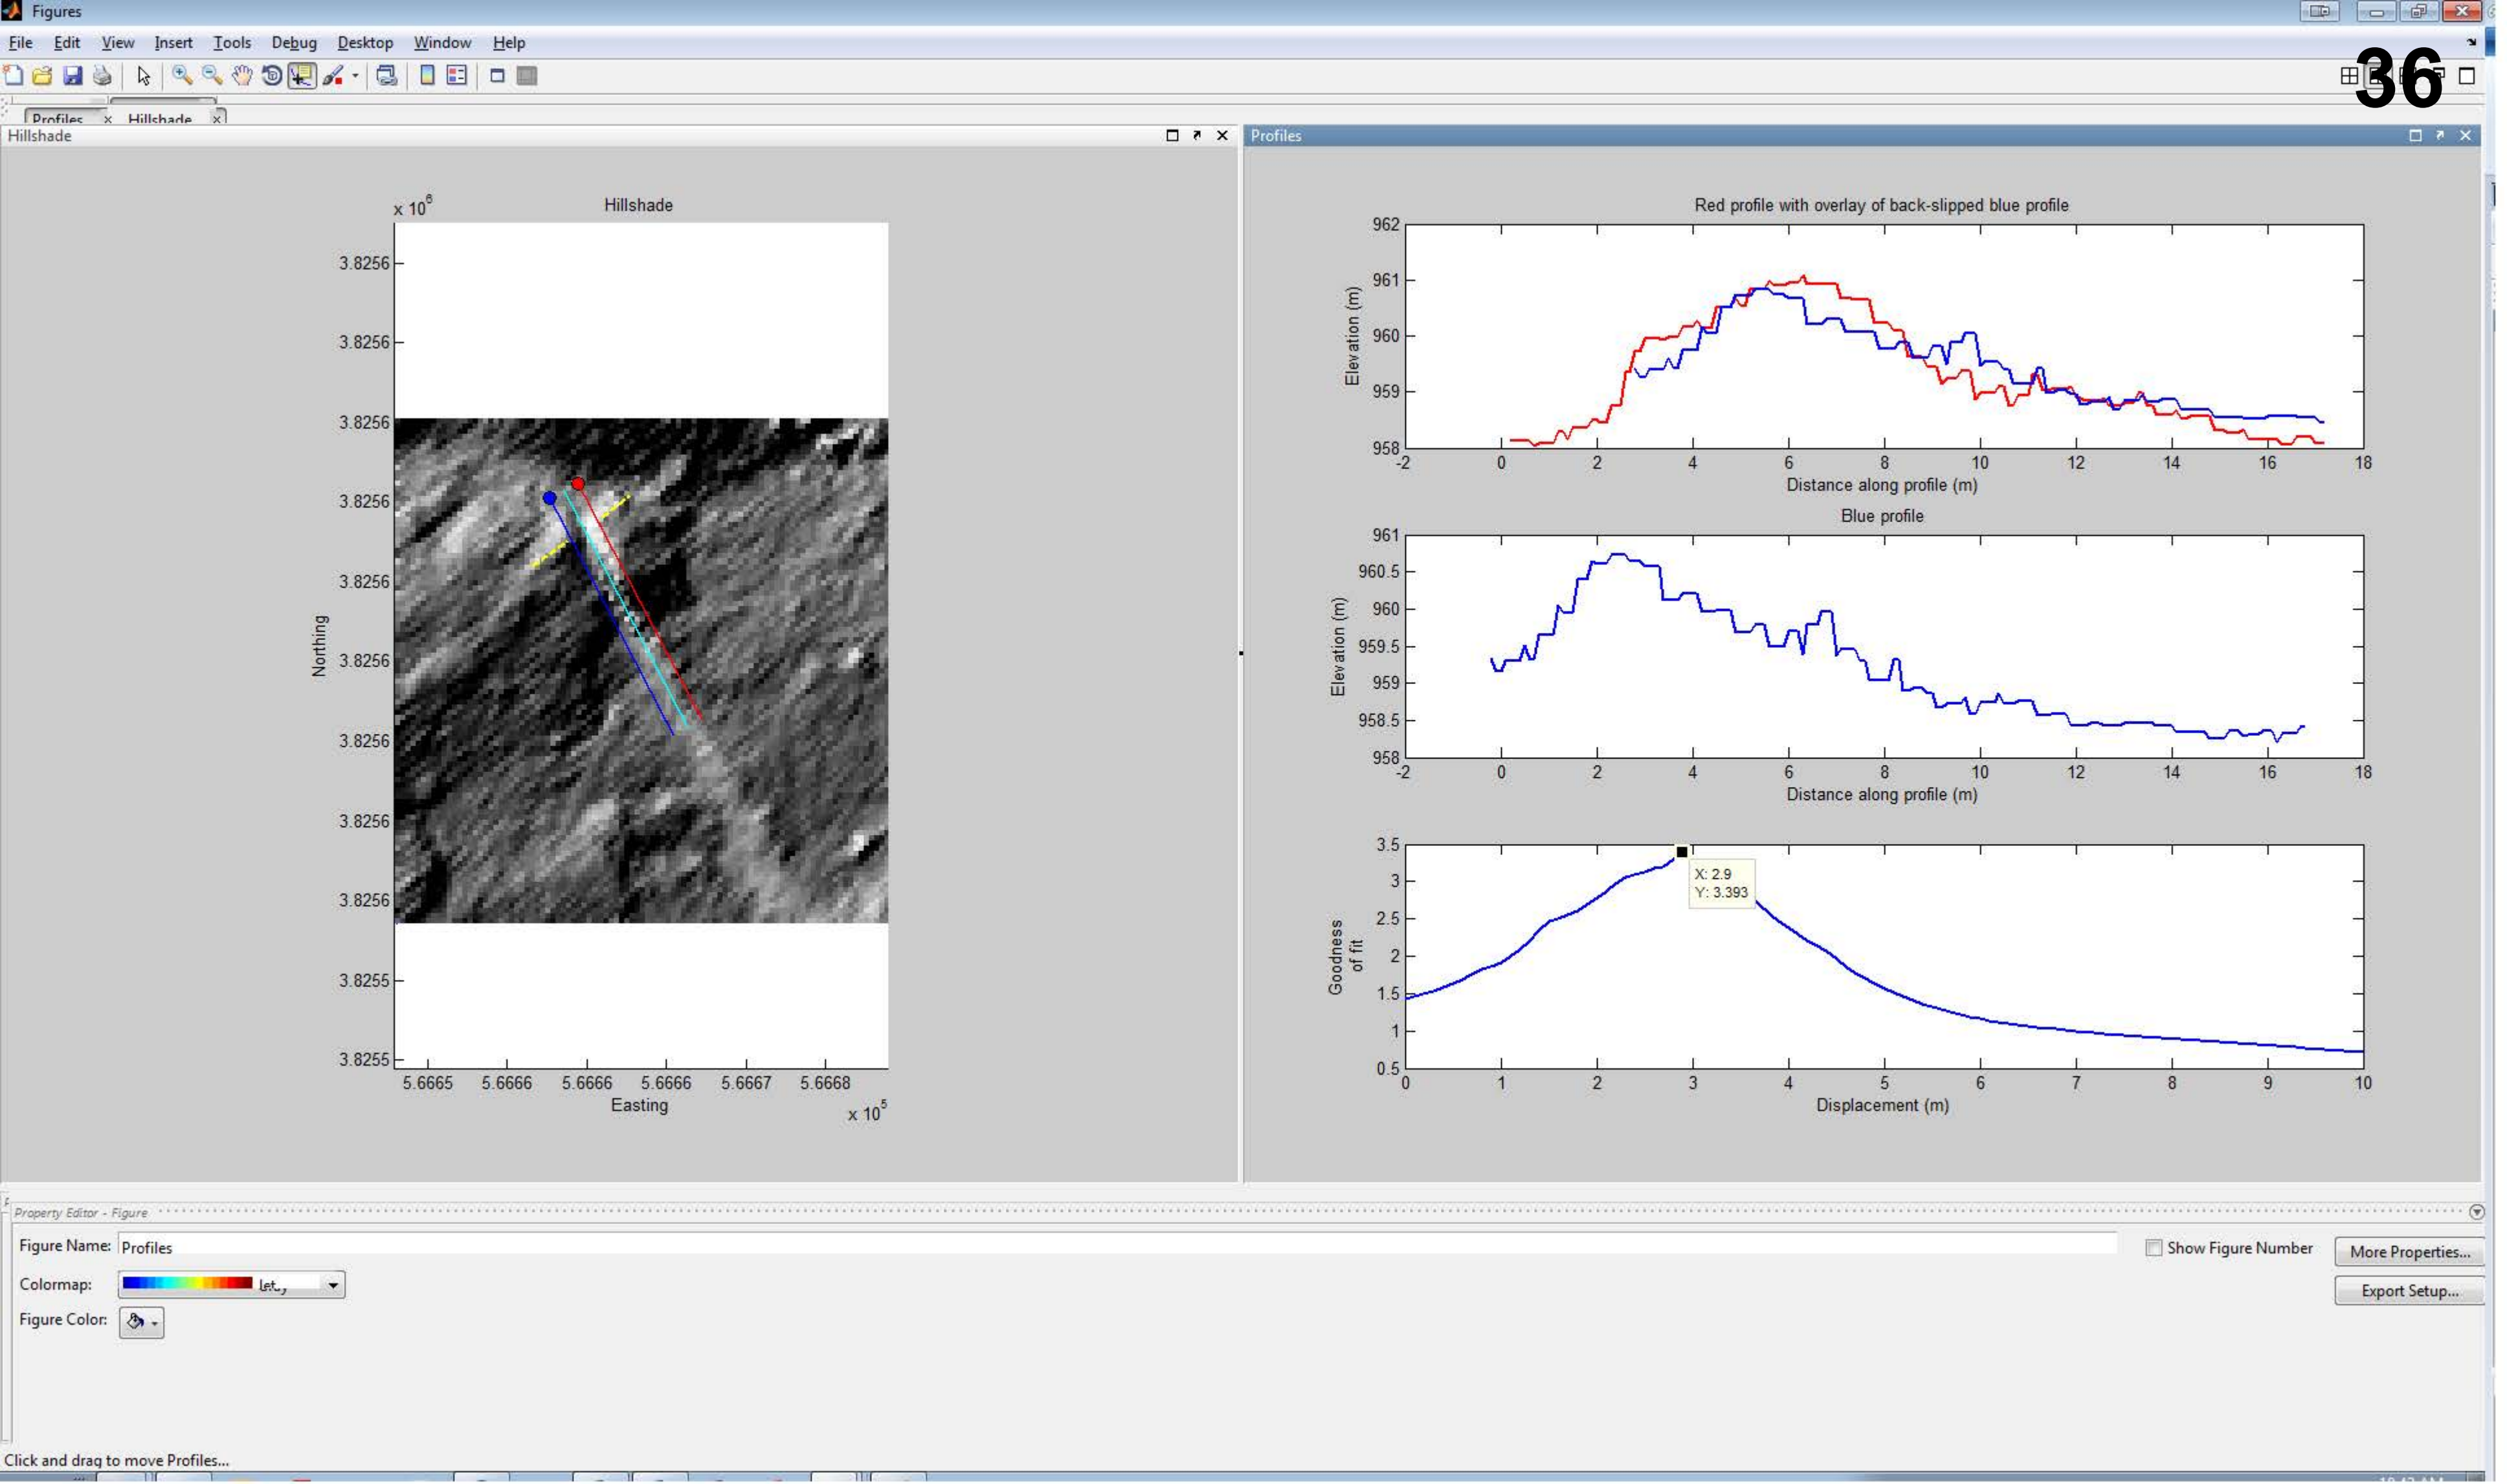 Figures
File Edit View Insert Tools Debug Desktop Window Help
36
Profiles Hillshade
Hillshade
Profiles
x 10^6
Hillshade
3.8256
3.8256
3.8256
3.8256
3.8256
3.8256
3.8256
3.8256
3.8256
3.8255
3.8255
Northing
5.6665 5.6666 5.6666 5.6666 5.6667 5.6668
Easting
x 10^5
Red profile with overlay of back-slipped blue profile
962
961
960
959
958
Elevation (m)
-2 0 2 4 6 8 10 12 14 16 18
Distance along profile (m)
Blue profile
961
960.5
960
959.5
959
958.5
958
Elevation (m)
-2 0 2 4 6 8 10 12 14 16 18
Distance along profile (m)
3.5
3
2.5
2
1.5
1
0.5
Goodness
of fit
X: 2.9
Y: 3.393
0 1 2 3 4 5 6 7 8 9 10
Displacement (m)
Property Editor - Figure
Figure Name: Profiles
Show Figure Number
More Properties...
Colormap:
Export Setup...
Figure Color:
Click and drag to move Profiles...